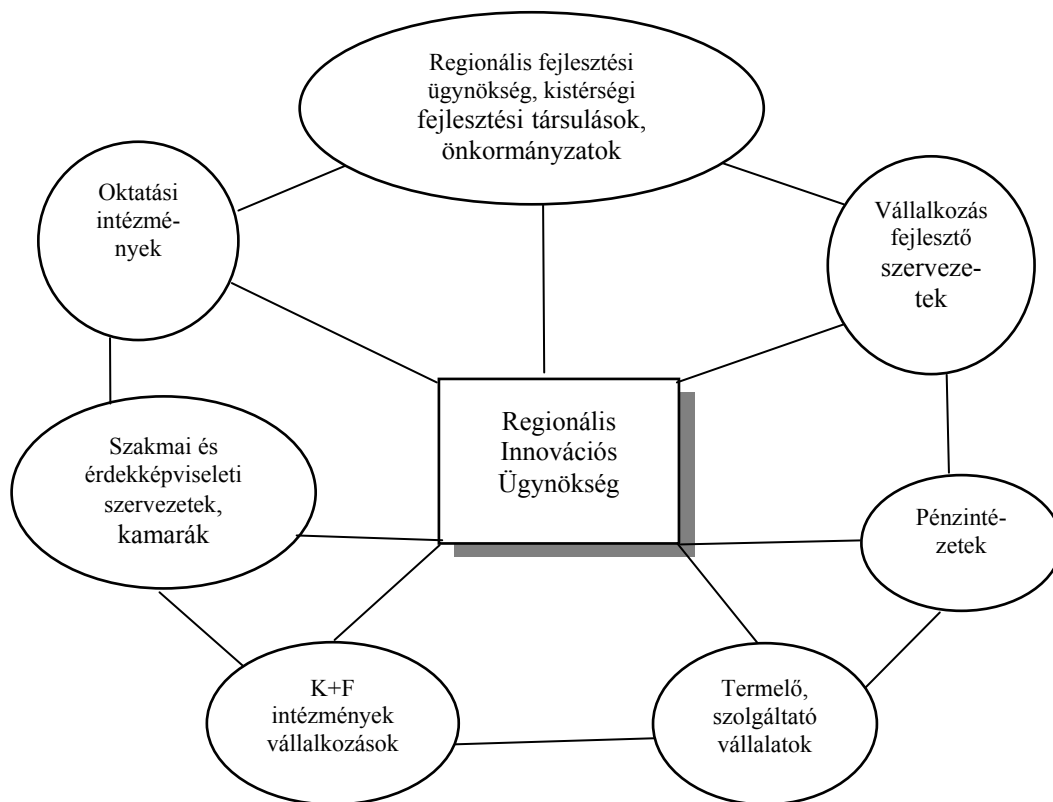 Regionális fejlesztési
ügynökség, kistérségi
fejlesztési társulások,
önkormányzatok
Oktatási
intézmé-
nyek
Vállalkozás
fejlesztő
szerveze-
tek
Regionális
Innovációs
Ügynökség
Szakmai és
érdekképviseleti
szervezetek,
kamarák
Pénzinté-
zetek
K+F
intézmények
vállalkozások
Termelő,
szolgáltató
vállalatok